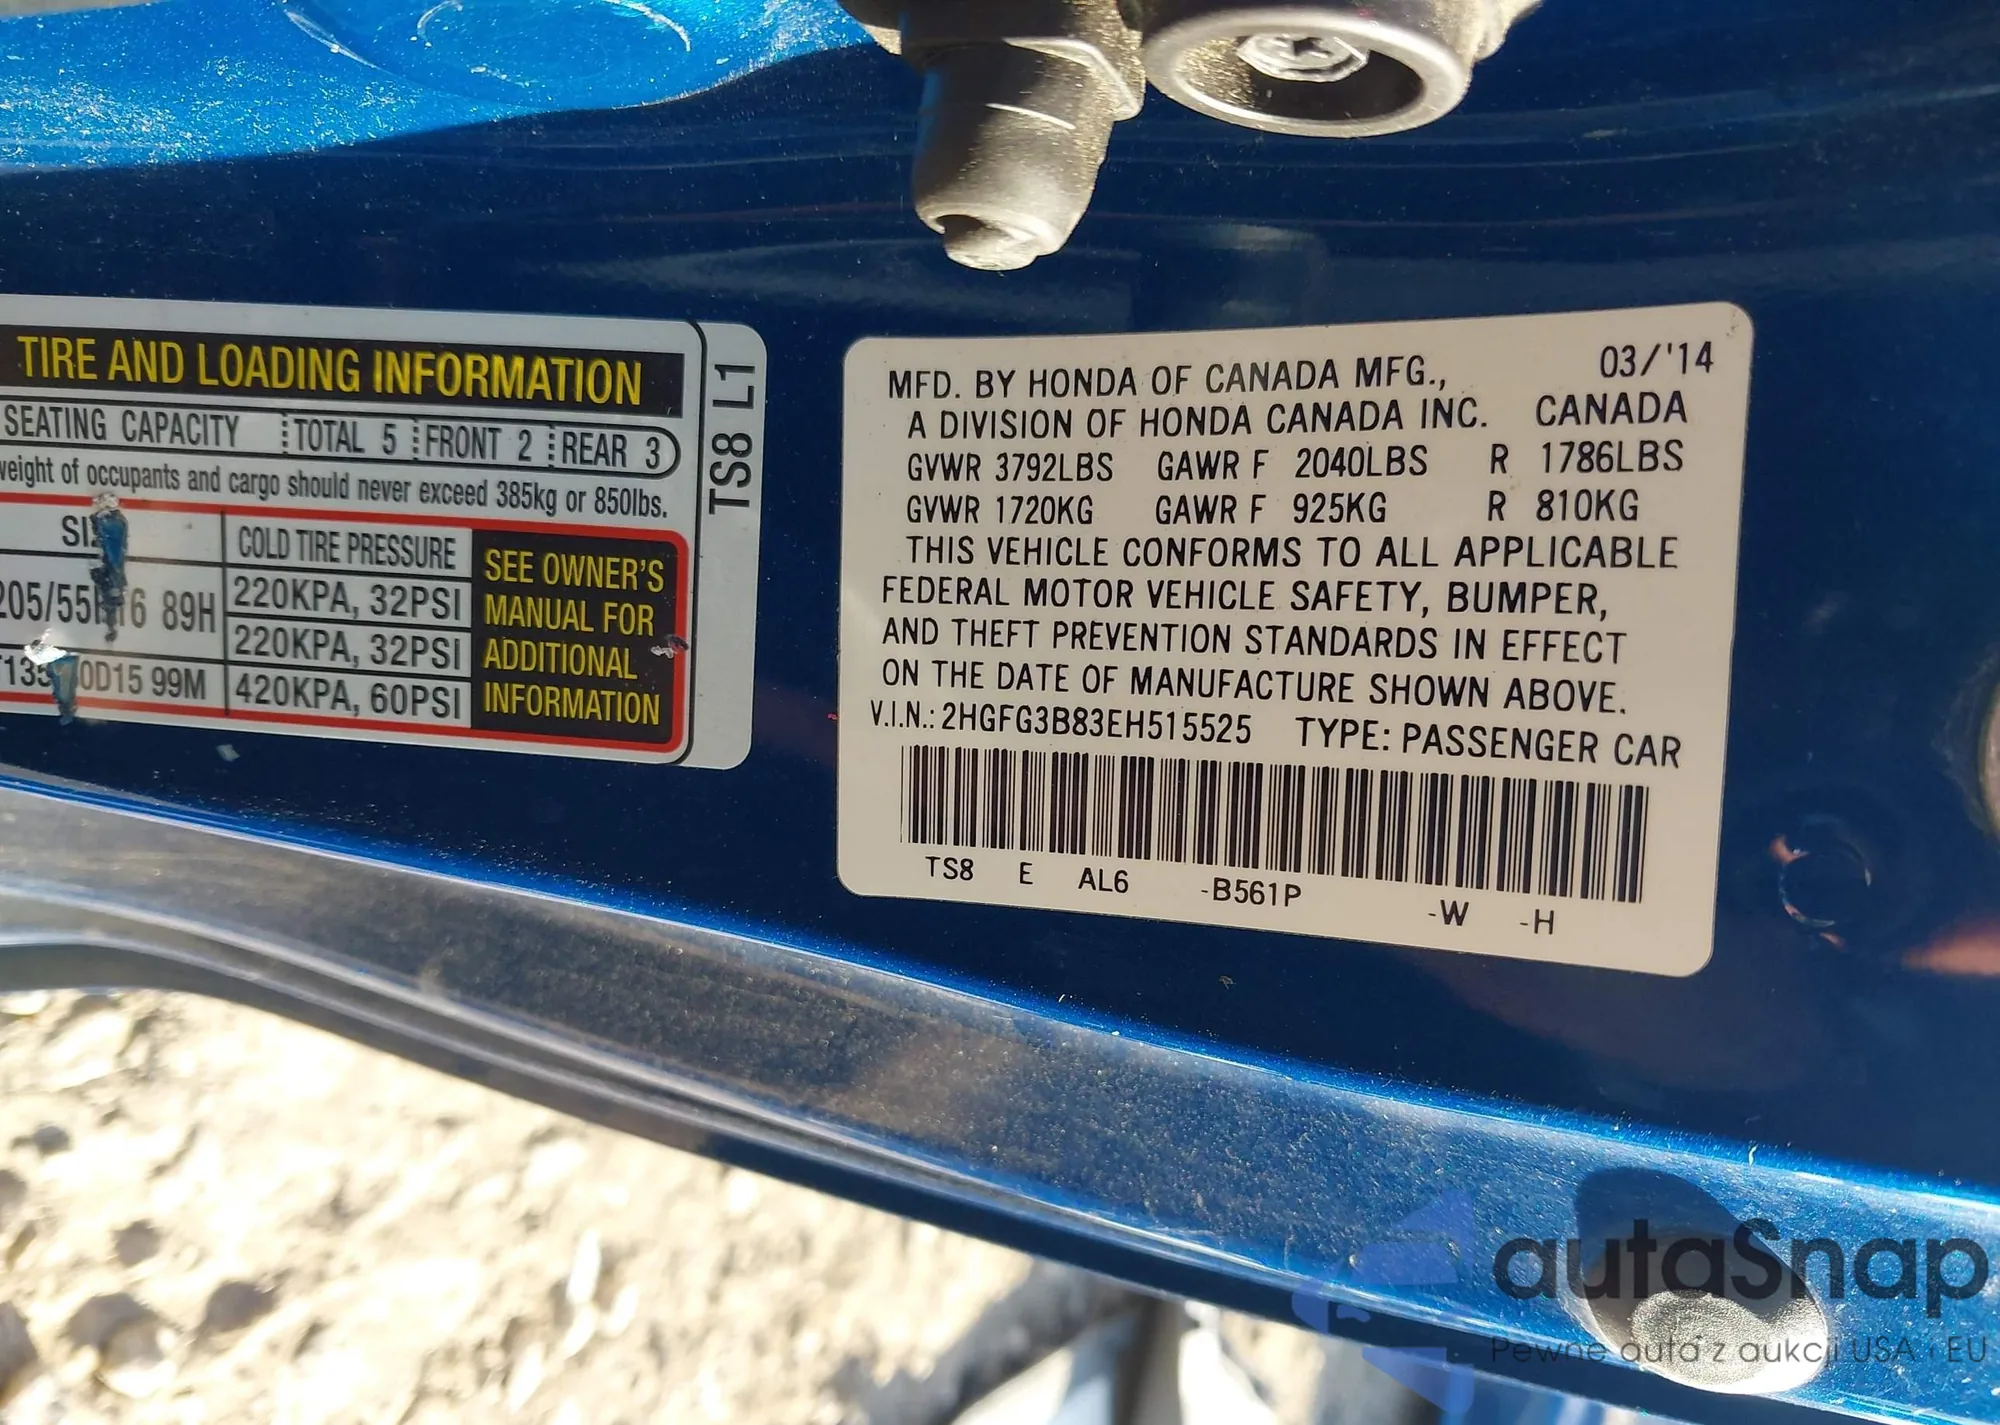 TIRE AND LOADING INFORMATION
SEATING CAPACITY TOTAL 5 FRONT 2 REAR 3
weight of occupants and cargo should never exceed 385kg or 850lbs.
COLD TIRE PRESSURE
89H 220KPA, 32PSI
220KPA, 32PSI
99M 420KPA, 60PSI
SEE OWNER'S
MANUAL FOR
ADDITIONAL
INFORMATION
TS8 L1
MFD. BY HONDA OF CANADA MFG., 03/'14
A DIVISION OF HONDA CANADA INC. CANADA
GVWR 3792LBS GAWR F 2040LBS R 1786LBS
GVWR 1720KG GAWR F 925KG R 810KG
THIS VEHICLE CONFORMS TO ALL APPLICABLE
FEDERAL MOTOR VEHICLE SAFETY, BUMPER,
AND THEFT PREVENTION STANDARDS IN EFFECT
ON THE DATE OF MANUFACTURE SHOWN ABOVE.
V.I.N.: 2HGFG3B83EH515525 TYPE: PASSENGER CAR
TS8 E AL6 -B561P -W -H
autaSnap
Pewne auta z aukcji USA i EU